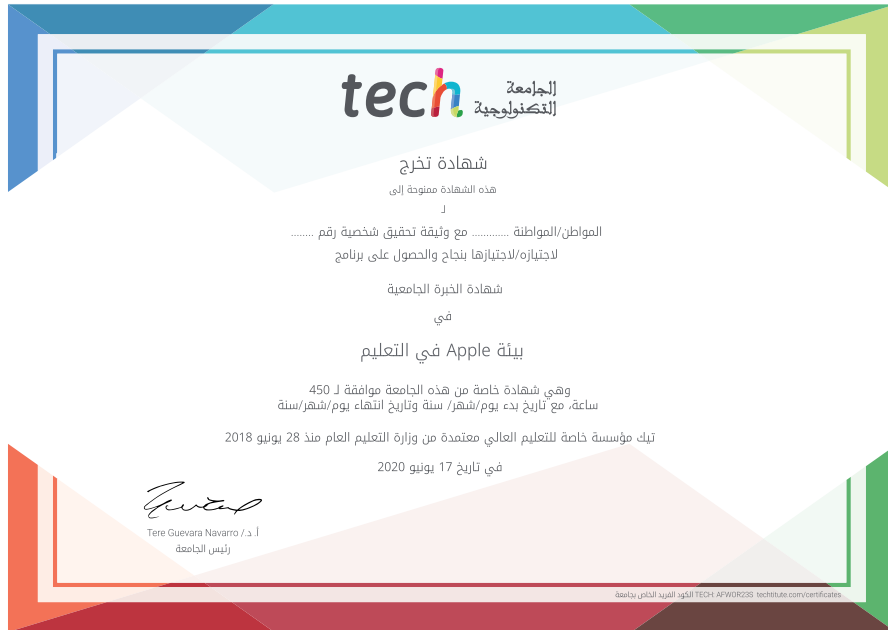 tech الجامعة
التكنولوجية
شهادة تخرج
هذه الشهادة ممنوحة إلى
لـ
المواطن/المواطنة ............. مع وثيقة تحقيق شخصية رقم ........
لاجتيازه/لاجتيازها بنجاح والحصول على برنامج
شهادة الخبرة الجامعية
في
بيئة Apple في التعليم
وهي شهادة خاصة من هذه الجامعة موافقة لـ 450
ساعة، مع تاريخ بدء يوم/شهر/ سنة وتاريخ انتهاء يوم/شهر/سنة
تيك مؤسسة خاصة للتعليم العالي معتمدة من وزارة التعليم العام منذ 28 يونيو 2018
في تاريخ 17 يونيو 2020
أ. د./ Tere Guevara Navarro
رئيس الجامعة
الكود الفريد الخاص بجامعة TECH: AFWOR23S techtitute.com/certificates